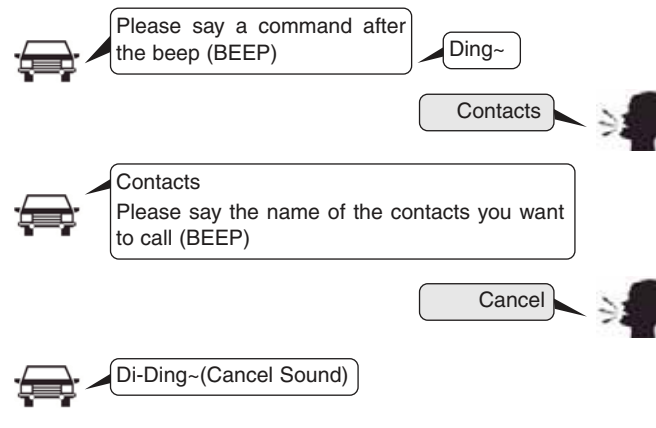 Please say a command after
the beep (BEEP)
Ding~
Contacts
Contacts
Please say the name of the contacts you want
to call (BEEP)
Cancel
Di-Ding~(Cancel Sound)